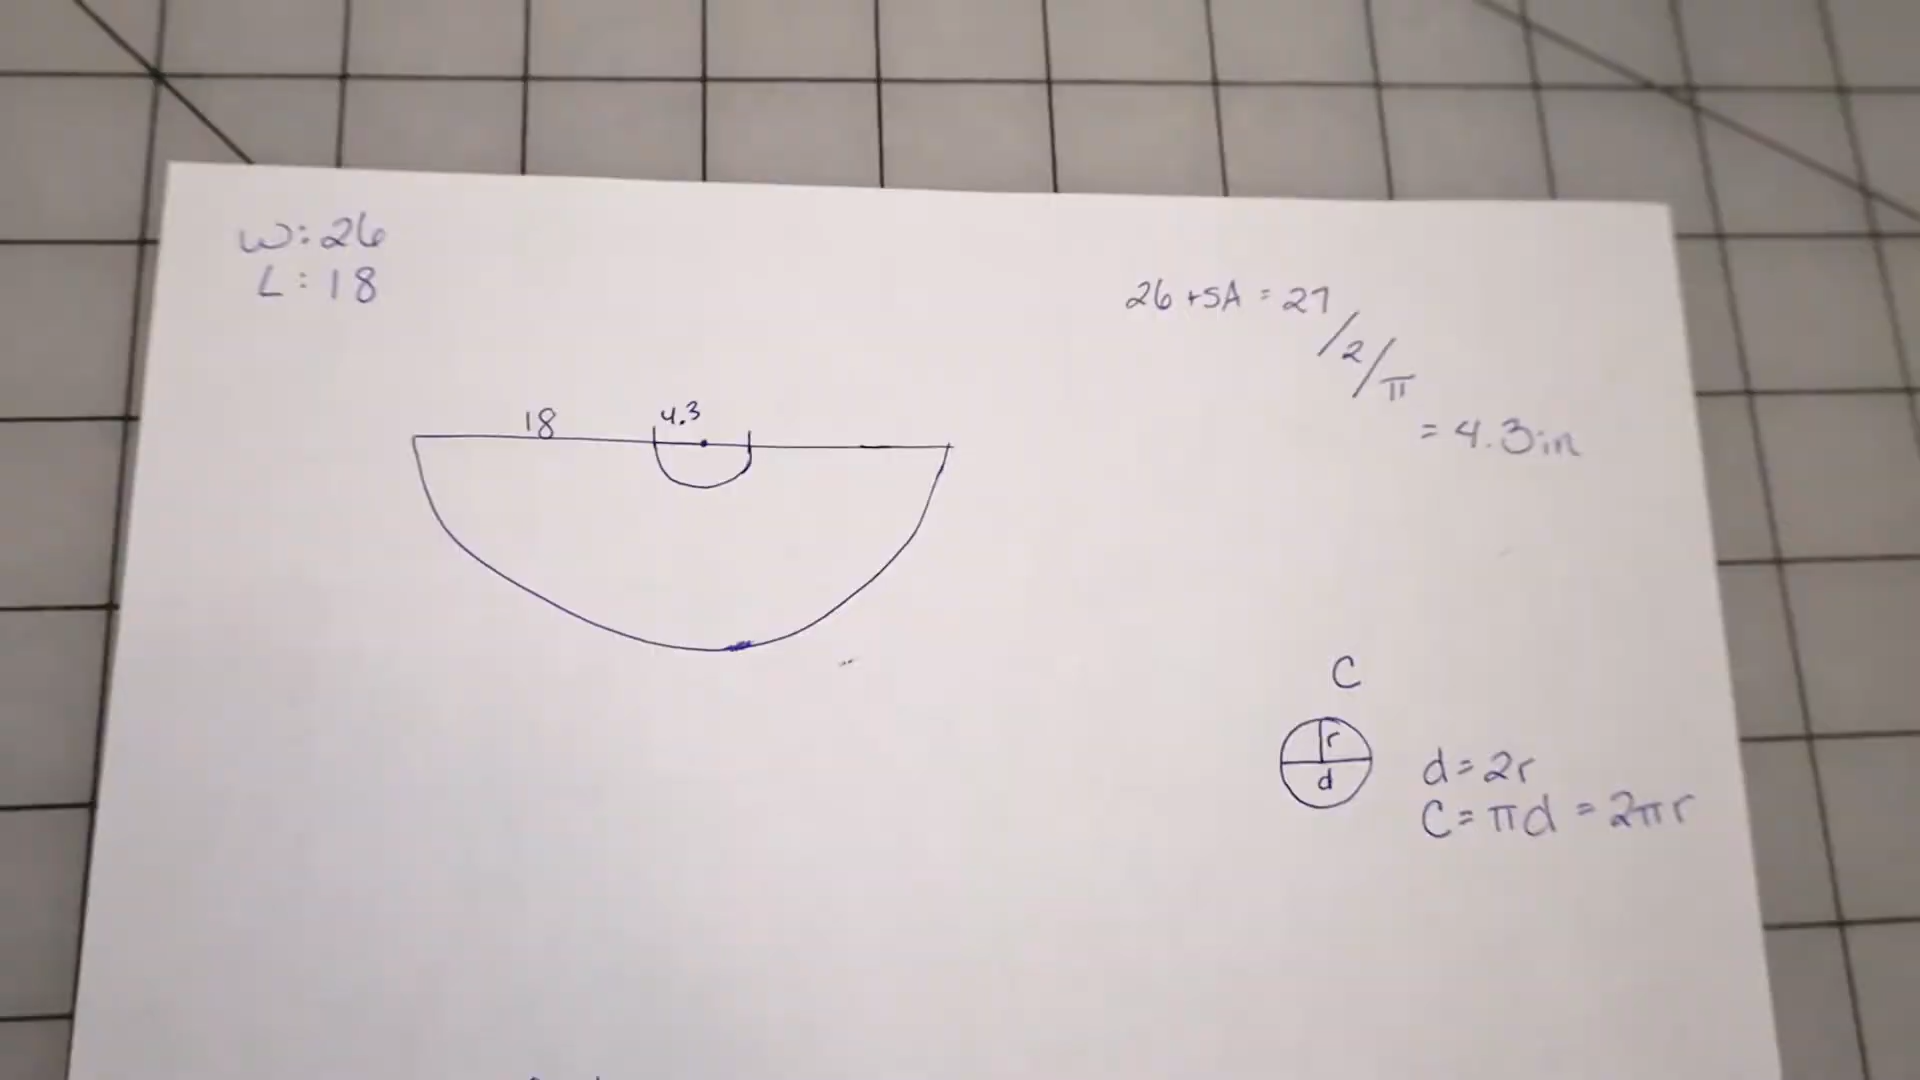 W: 26
L: 18
26 + SA = 27
/2/π
= 4.3in
18
4.3
C
r
d
d = 2r
C = πd = 2πr